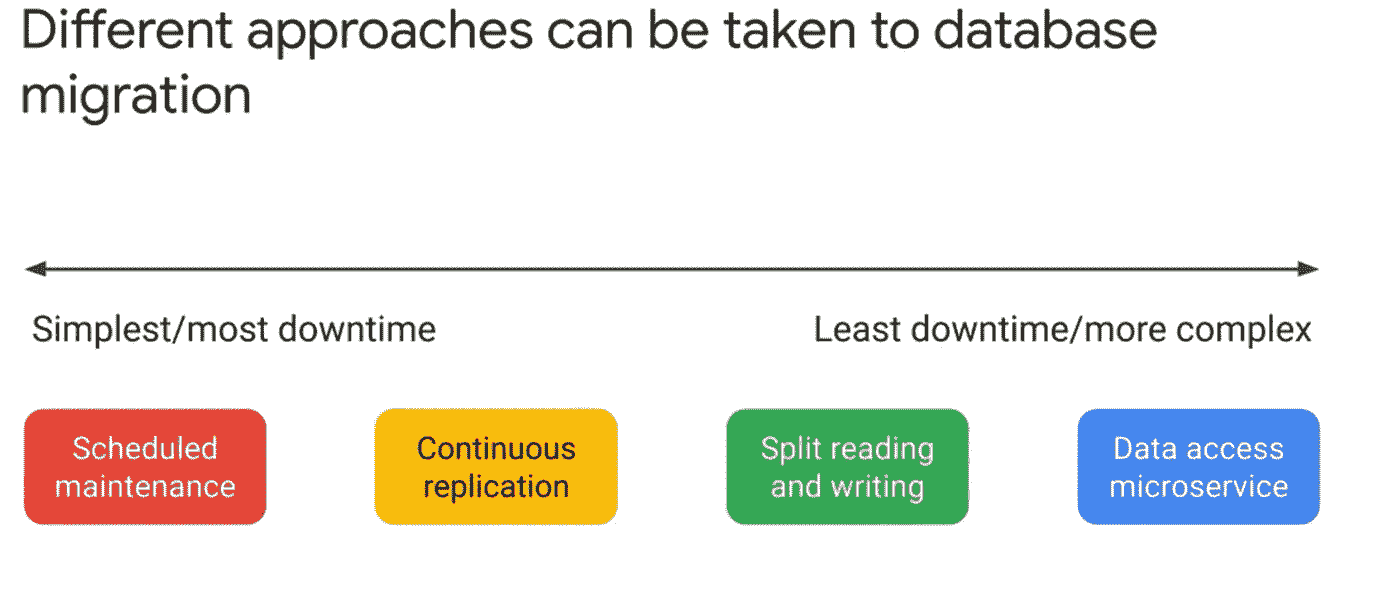 Different approaches can be taken to database
migration
Simplest/most downtime
Least downtime/more complex
Scheduled
maintenance
Continuous
replication
Split reading
and writing
Data access
microservice